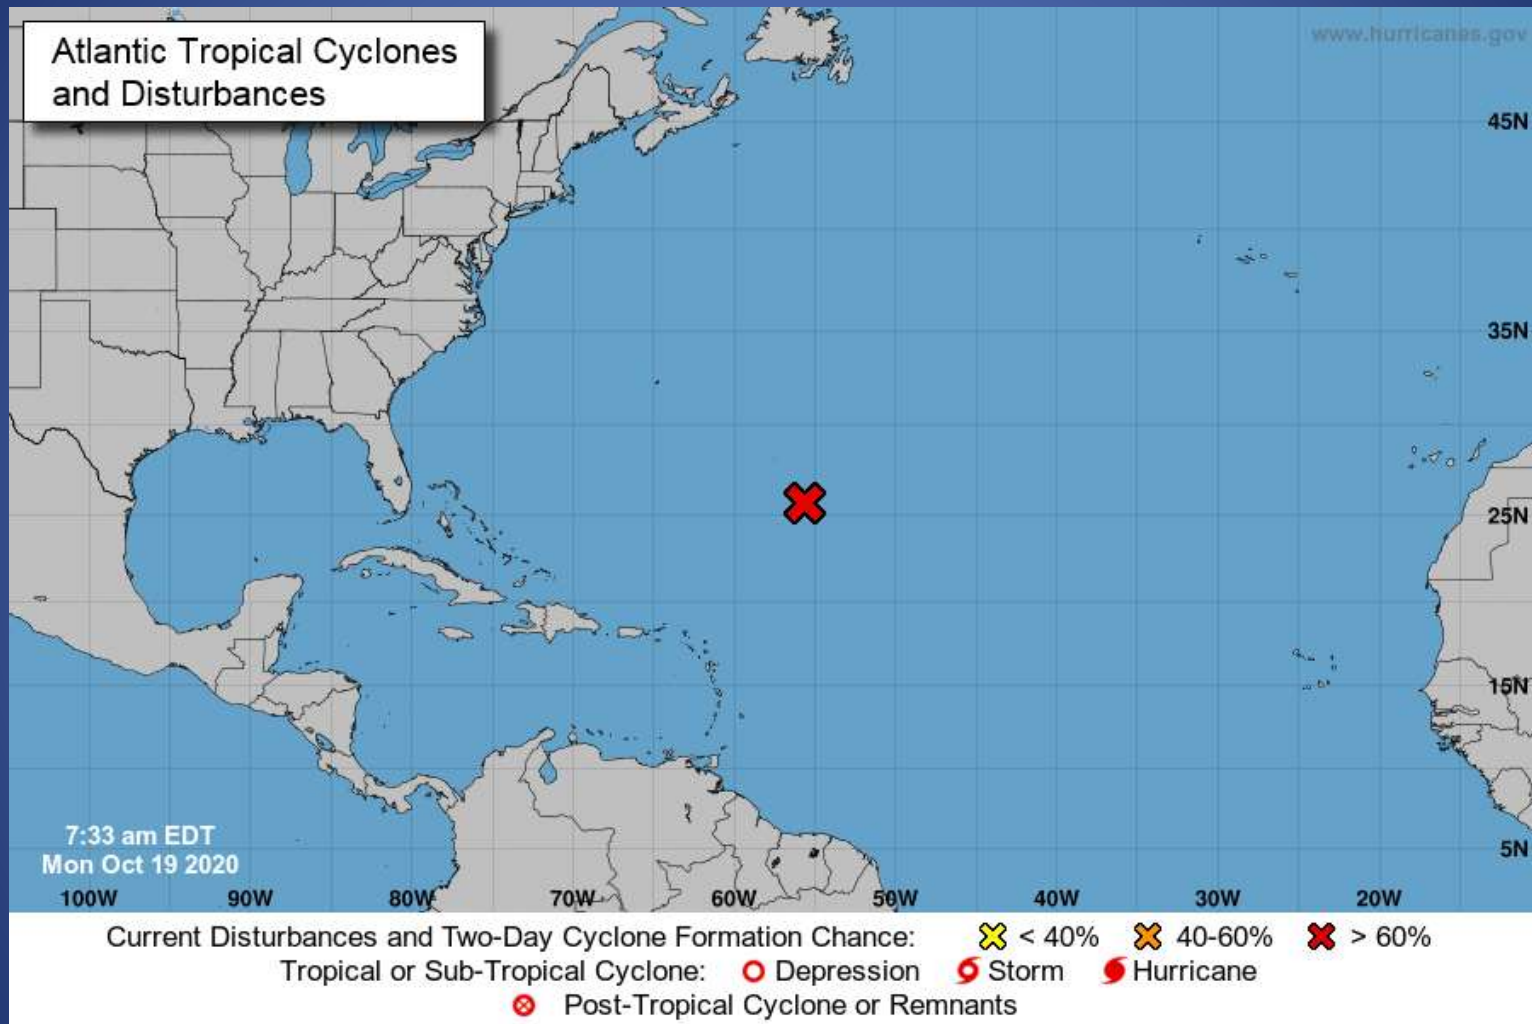 Atlantic Tropical Cyclones
and Disturbances
www.hurricanes.gov
45N
35N
25N
15N
5N
7:33 am EDT
Mon Oct 19 2020
100W 90W 80W 70W 60W 50W 40W 30W 20W
Current Disturbances and Two-Day Cyclone Formation Chance: < 40% 40-60% > 60%
Tropical or Sub-Tropical Cyclone: Depression Storm Hurricane
Post-Tropical Cyclone or Remnants